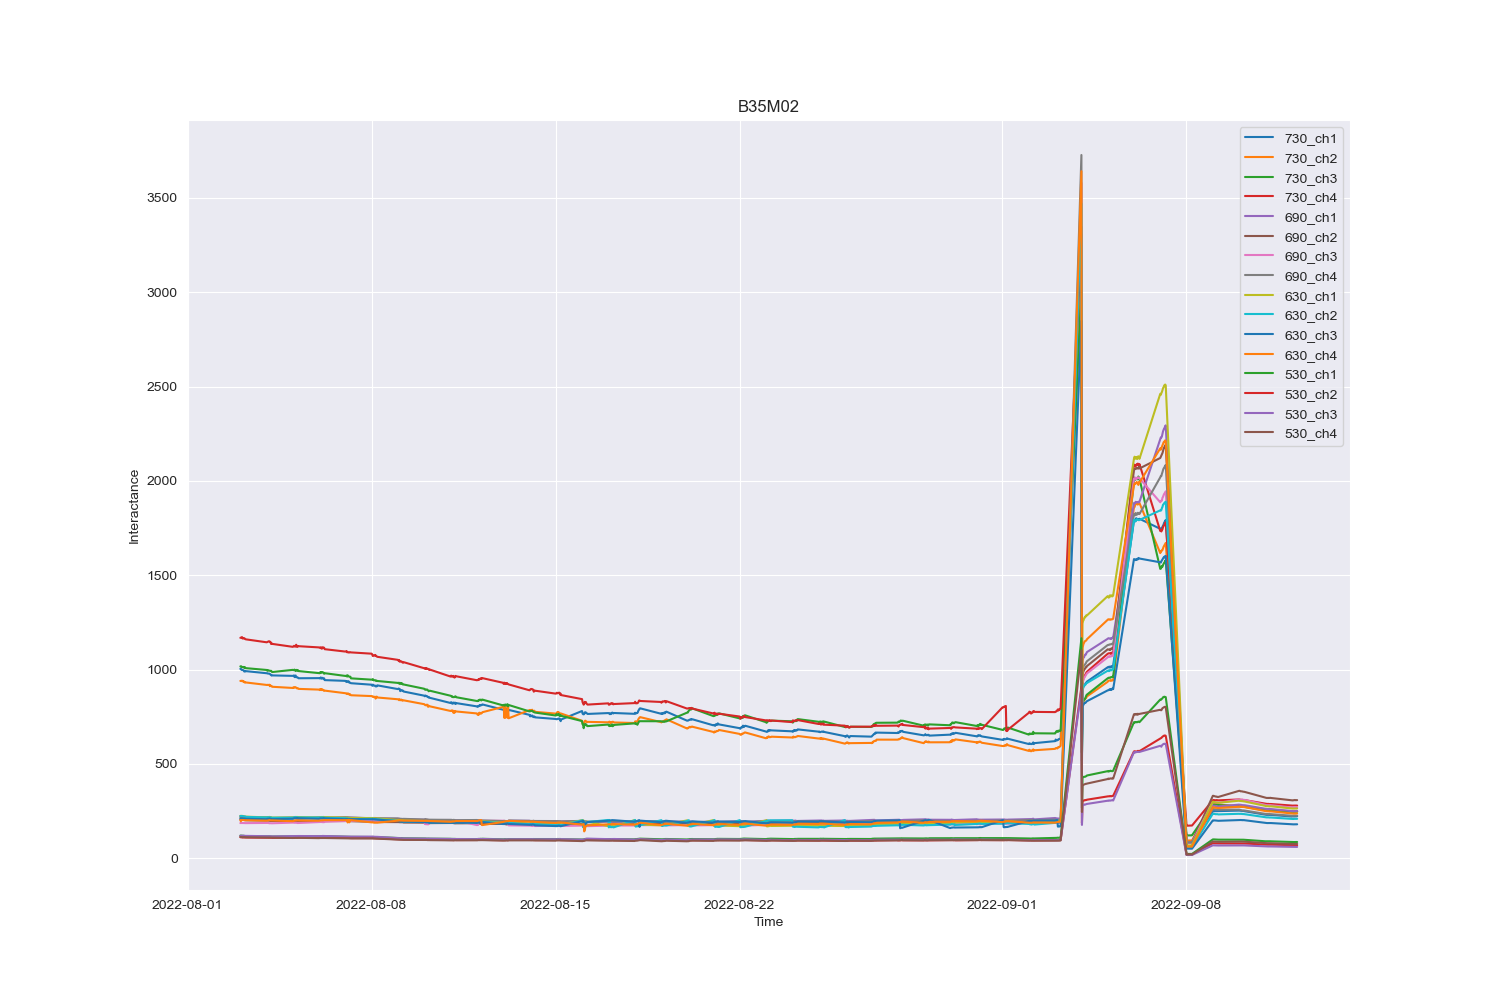 B35M02
3500
3000
2500
2000
1500
1000
500
0
Interactance
2022-08-01
2022-08-08
2022-08-15
2022-08-22
2022-09-01
2022-09-08
Time
730_ch1
730_ch2
730_ch3
730_ch4
690_ch1
690_ch2
690_ch3
690_ch4
630_ch1
630_ch2
630_ch3
630_ch4
530_ch1
530_ch2
530_ch3
530_ch4